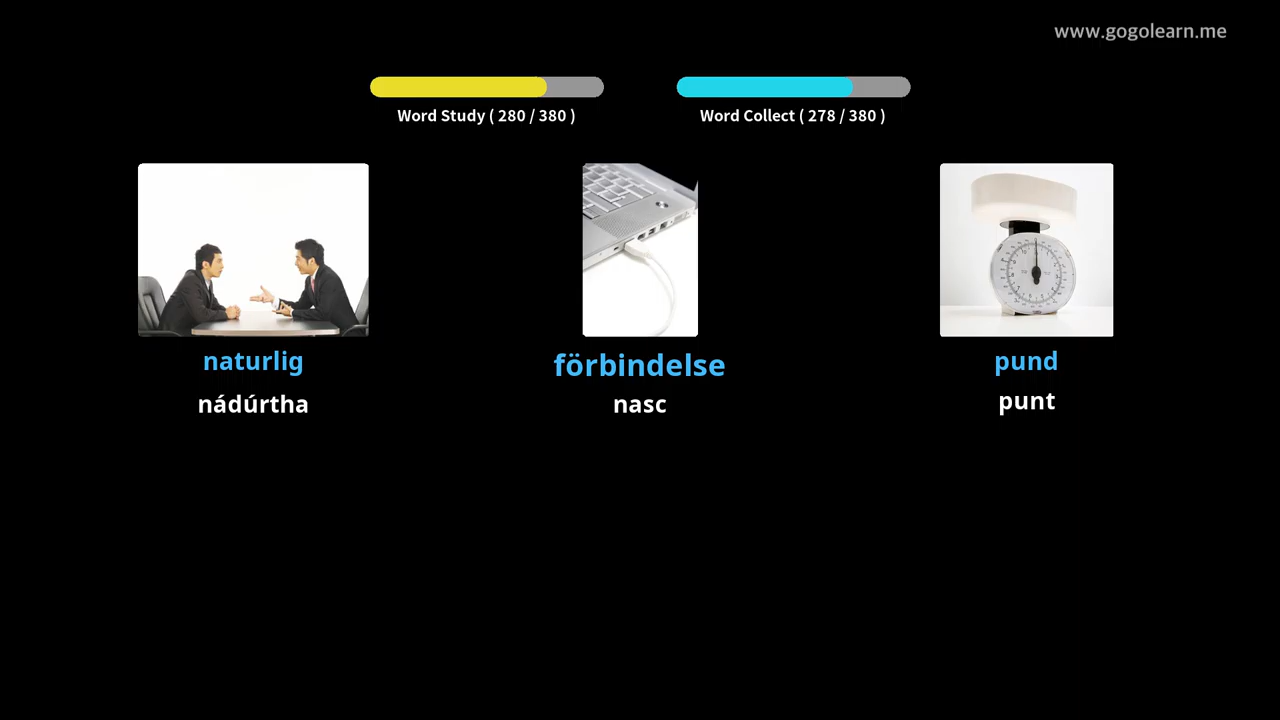 www.gogolearn.me
Word Study ( 280 / 380 )
Word Collect ( 278 / 380 )
naturlig
nádúrtha
förbindelse
nasc
pund
punt